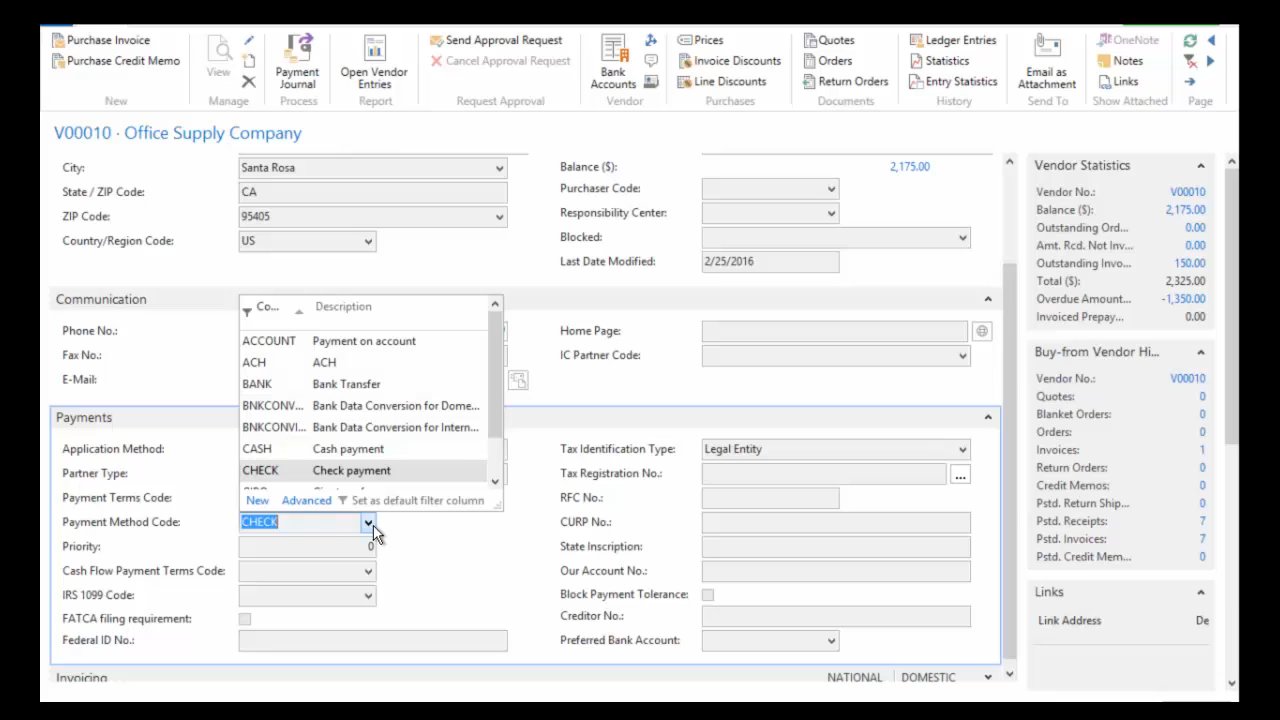 Purchase Invoice
Purchase Credit Memo
New
View
Manage
Payment
Journal
Process
Open Vendor
Entries
Report
Send Approval Request
Cancel Approval Request
Request Approval
Bank
Accounts
Vendor
Prices
Invoice Discounts
Line Discounts
Purchases
Quotes
Orders
Return Orders
Documents
Ledger Entries
Statistics
Entry Statistics
History
Email as
Attachment
Send To
OneNote
Notes
Links
Show Attached
Page
V00010 · Office Supply Company
City: Santa Rosa
State / ZIP Code: CA
ZIP Code: 95405
Country/Region Code: US
Balance ($): 2,175.00
Purchaser Code:
Responsibility Center:
Blocked:
Last Date Modified: 2/25/2016
Communication
Phone No.:
Fax No.:
E-Mail:
Home Page:
IC Partner Code:
Co... Description
ACCOUNT Payment on account
ACH ACH
BANK Bank Transfer
BNKCONV... Bank Data Conversion for Dome...
BNKCONVI... Bank Data Conversion for Intern...
CASH Cash payment
CHECK Check payment
New Advanced Set as default filter column
Payments
Application Method:
Partner Type:
Payment Terms Code:
Payment Method Code: CHECK
Priority: 0
Cash Flow Payment Terms Code:
IRS 1099 Code:
FATCA filing requirement:
Federal ID No.:
Tax Identification Type: Legal Entity
Tax Registration No.: ...
RFC No.:
CURP No.:
State Inscription:
Our Account No.:
Block Payment Tolerance:
Creditor No.:
Preferred Bank Account:
Invoicing NATIONAL DOMESTIC
Vendor Statistics
Vendor No.: V00010
Balance ($): 2,175.00
Outstanding Ord... 0.00
Amt. Rcd. Not Inv... 0.00
Outstanding Invo... 150.00
Total ($): 2,325.00
Overdue Amount... -1,350.00
Invoiced Prepay... 0.00
Buy-from Vendor Hi...
Vendor No.: V00010
Quotes: 0
Blanket Orders: 0
Orders: 0
Invoices: 1
Return Orders: 0
Credit Memos: 0
Pstd. Return Ship... 0
Pstd. Receipts: 7
Pstd. Invoices: 7
Pstd. Credit Mem... 0
Links
Link Address De